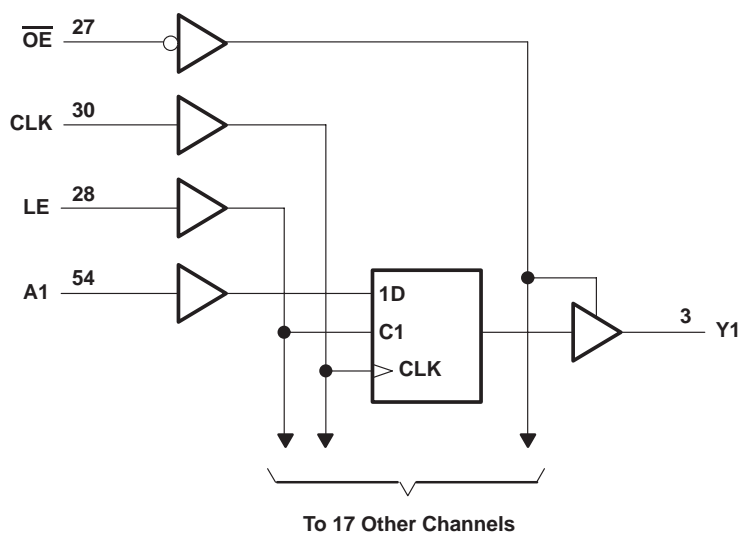 OE 27
CLK 30
LE 28
A1 54
1D
C1
CLK
3 Y1
To 17 Other Channels